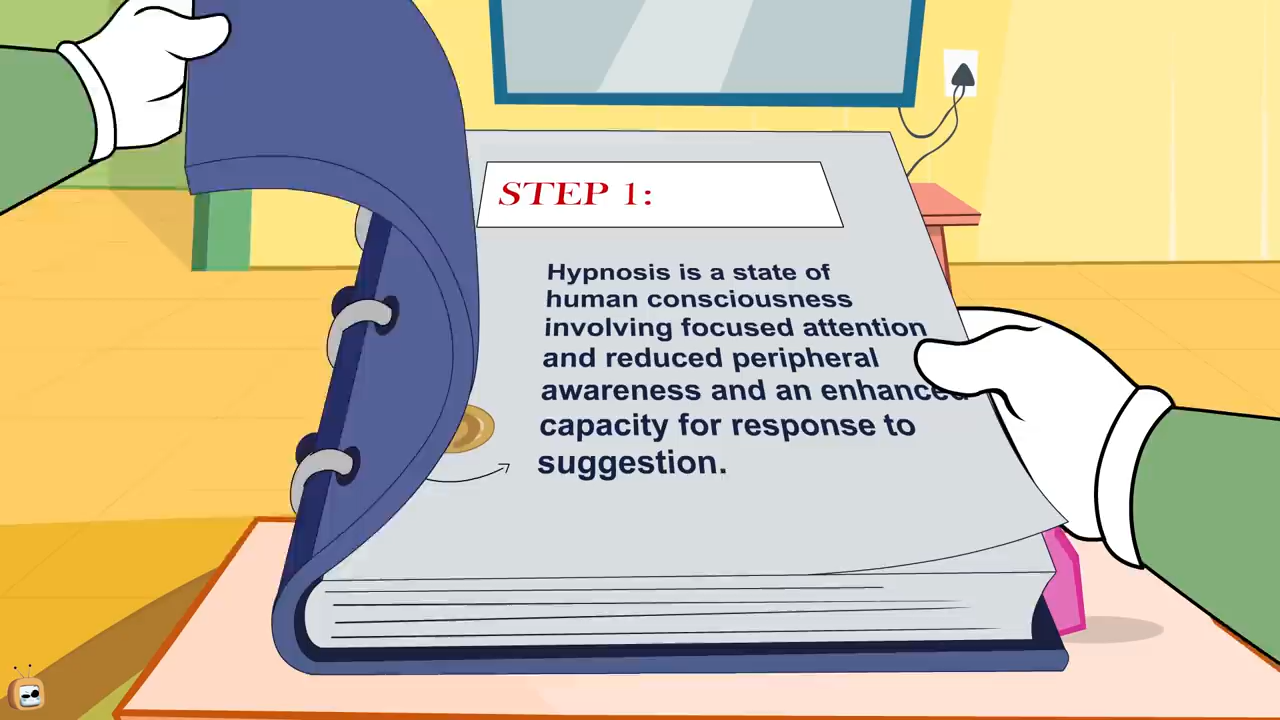 STEP 1:
Hypnosis is a state of
human consciousness
involving focused attention
and reduced peripheral
awareness and an enhanced
capacity for response to
suggestion.